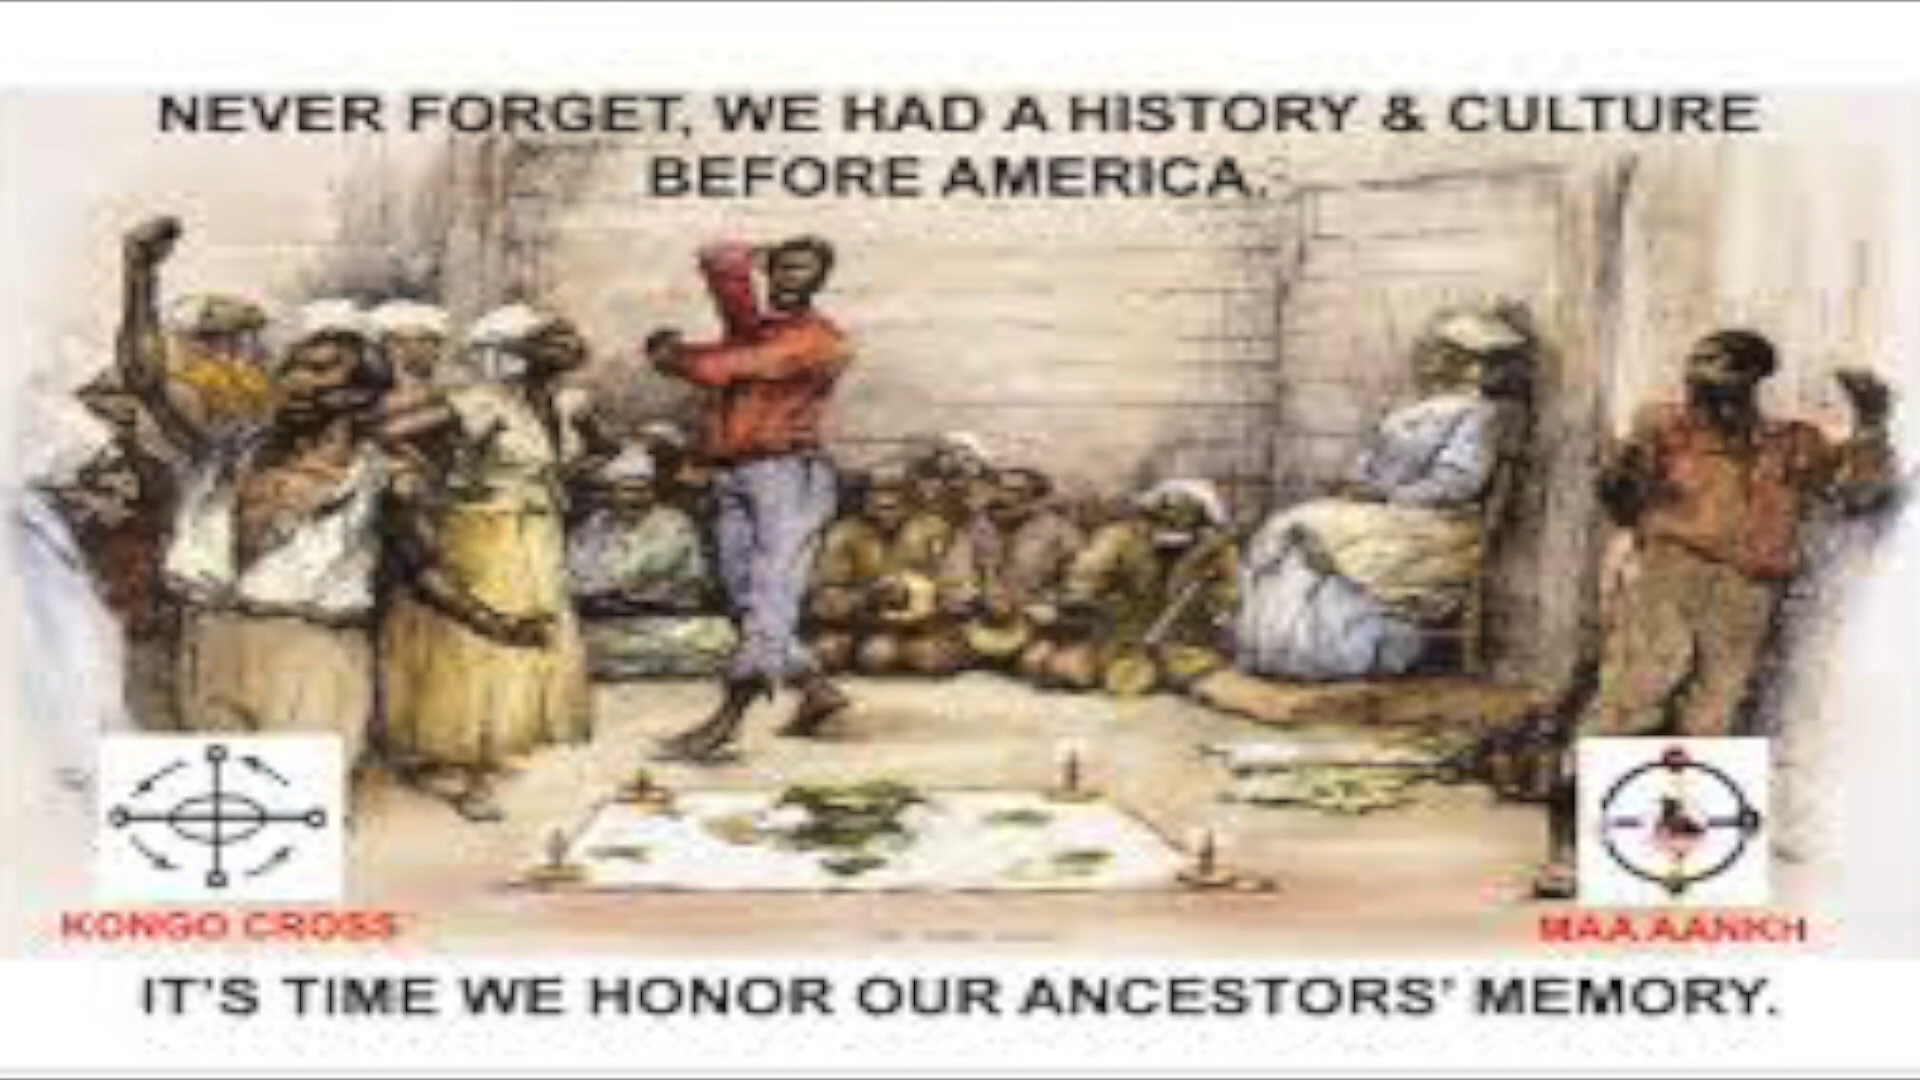 NEVER FORGET, WE HAD A HISTORY & CULTURE
BEFORE AMERICA.
KONGO CROSS
MAA AANKH
IT'S TIME WE HONOR OUR ANCESTORS' MEMORY.